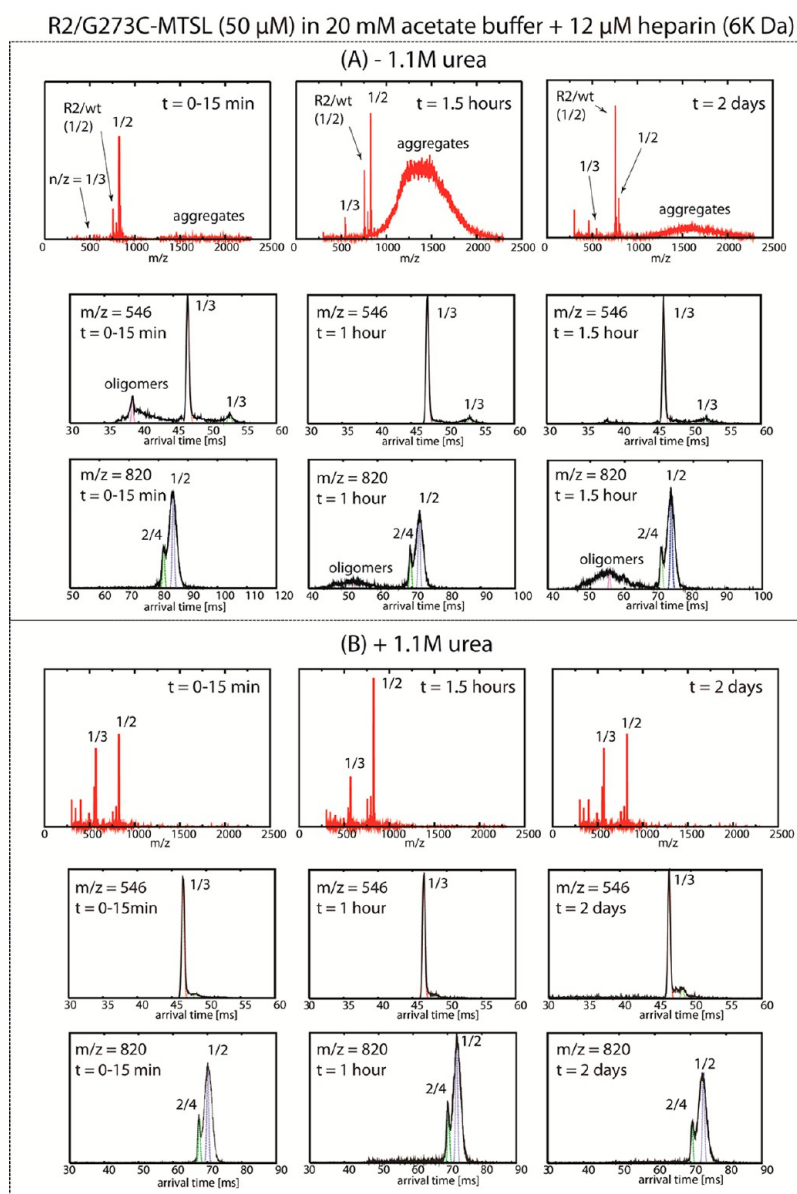 R2/G273C-MTSL (50 μM) in 20 mM acetate buffer + 12 μM heparin (6K Da)
(A) - 1.1M urea
t = 0-15 min
R2/wt
(1/2)
1/2
n/z = 1/3
aggregates
0 500 1000 1500 2000 2500
m/z
t = 1.5 hours
R2/wt
(1/2)
1/2
1/3
aggregates
0 500 1000 1500 2000 2500
m/z
t = 2 days
R2/wt
(1/2)
1/2
1/3
aggregates
0 500 1000 1500 2000 2500
m/z
m/z = 546
t = 0-15 min
1/3
oligomers
1/3
30 35 45 51 55 60
arrival time [ms]
m/z = 546
t = 1 hour
1/3
1/3
30 35 45 51 55 60
arrival time [ms]
m/z = 546
t = 1.5 hour
1/3
1/3
30 35 45 51 55 60
arrival time [ms]
m/z = 820
t = 0-15 min
1/2
2/4
50 60 70 80 90 100 110 120
arrival time [ms]
m/z = 820
t = 1 hour
1/2
2/4
oligomers
40 50 60 70 80 90 100
arrival time [ms]
m/z = 820
t = 1.5 hour
1/2
2/4
oligomers
40 50 60 70 80 90 100
arrival time [ms]
(B) + 1.1M urea
t = 0-15 min
1/3
1/2
0 500 1000 1500 2000 2500
m/z
t = 1.5 hours
1/2
1/3
0 500 1000 1500 2000 2500
m/z
t = 2 days
1/3
1/2
0 500 1000 1500 2000 2500
m/z
m/z = 546
t = 0-15min
1/3
30 35 45 51 55 60
arrival time [ms]
m/z = 546
t = 1 hour
1/3
30 35 45 51 55 60
arrival time [ms]
m/z = 546
t = 2 days
1/3
30 35 45 51 55 60
arrival time [ms]
m/z = 820
t = 0-15 min
1/2
2/4
30 40 50 60 70 80 90
arrival time [ms]
m/z = 820
t = 1 hour
1/2
2/4
30 40 50 60 70 80 90
arrival time [ms]
m/z = 820
t = 2 days
1/2
2/4
30 40 50 60 70 80 90
arrival time [ms]